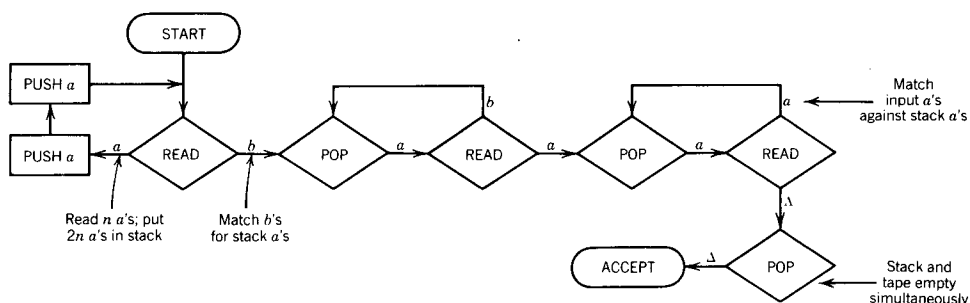 START
PUSH a
PUSH a
a
READ
b
POP
a
b
READ
a
POP
a
a
READ
Match
input a's
against stack a's
Read n a's; put
2n a's in stack
Match b's
for stack a's
Δ
ACCEPT
Δ
POP
Stack and
tape empty
simultaneously